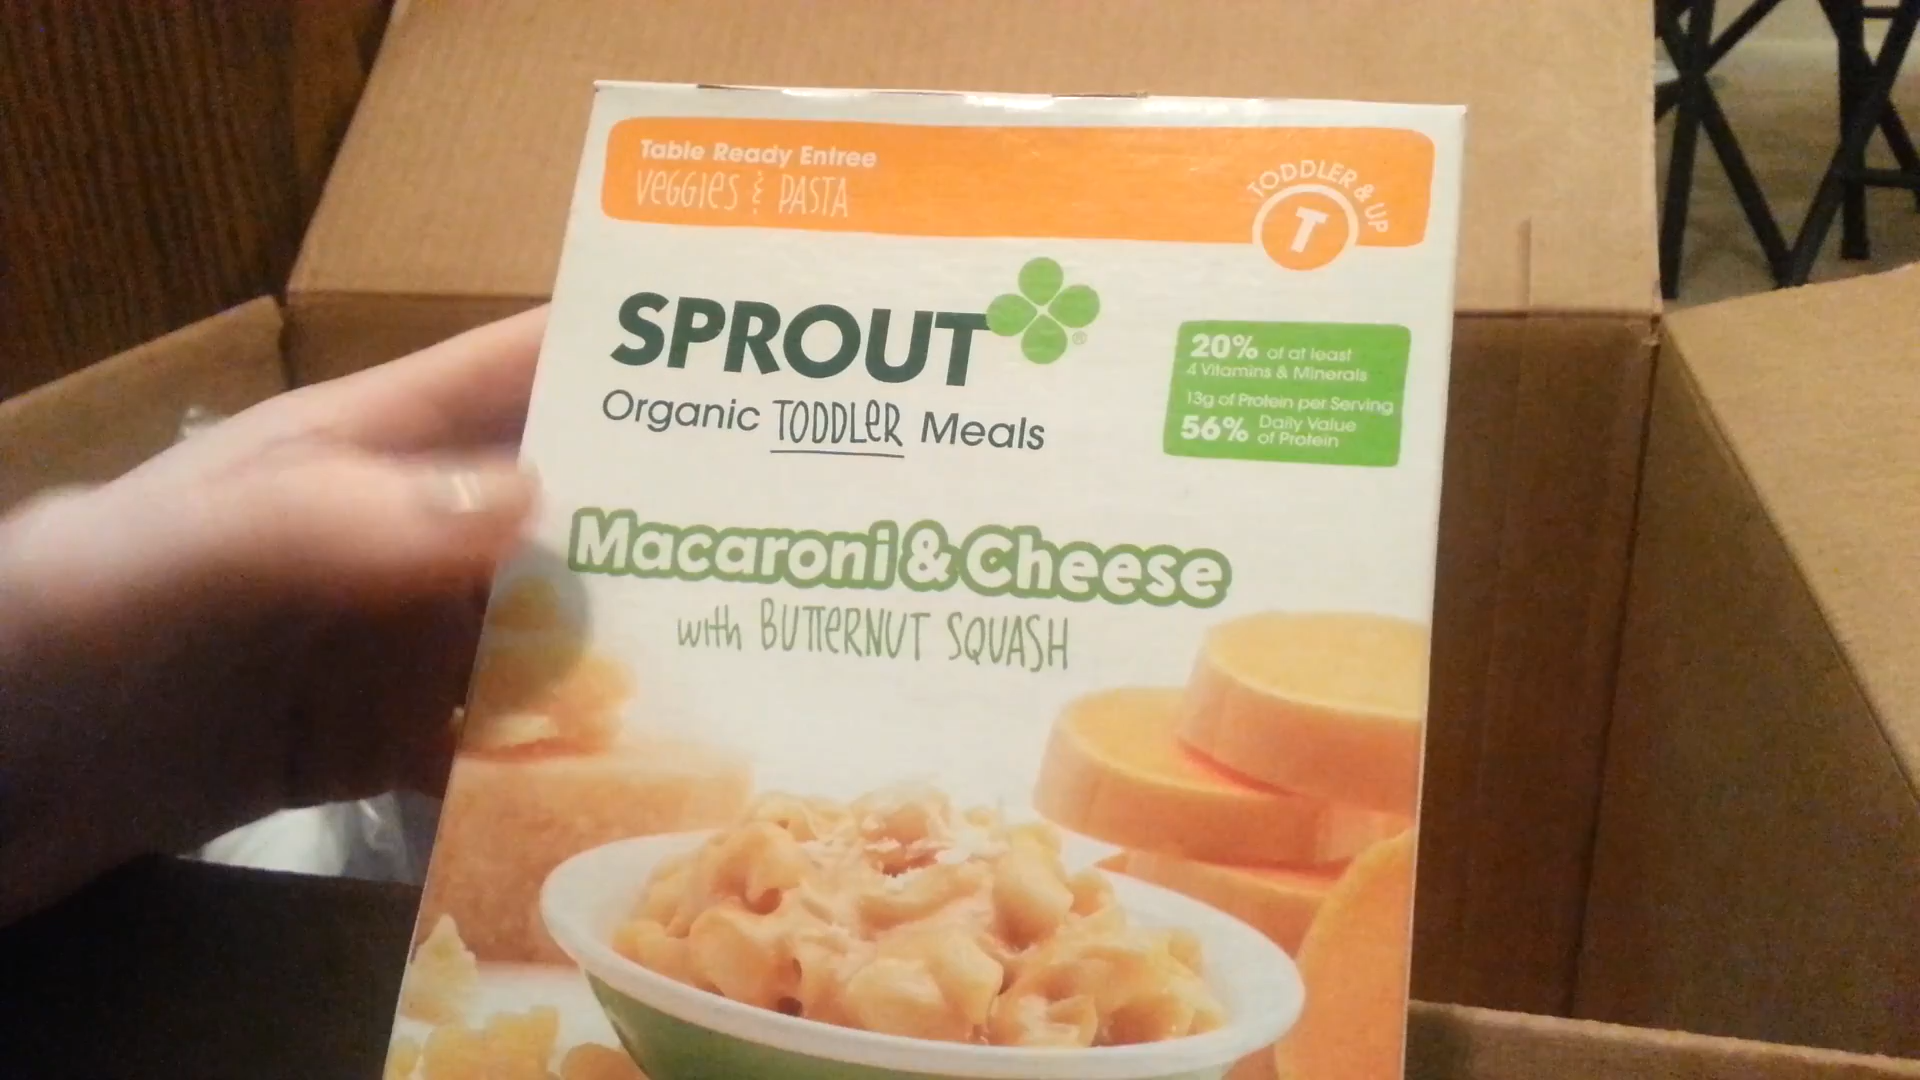 Table Ready Entree
VEGGIES & PASTA
TODDLER & UP
T
SPROUT®
Organic TODDLER Meals
20% of at least
4 Vitamins & Minerals
13g of Protein per Serving
56% Daily Value
of Protein
Macaroni & Cheese
with BUTTERNUT SQUASH